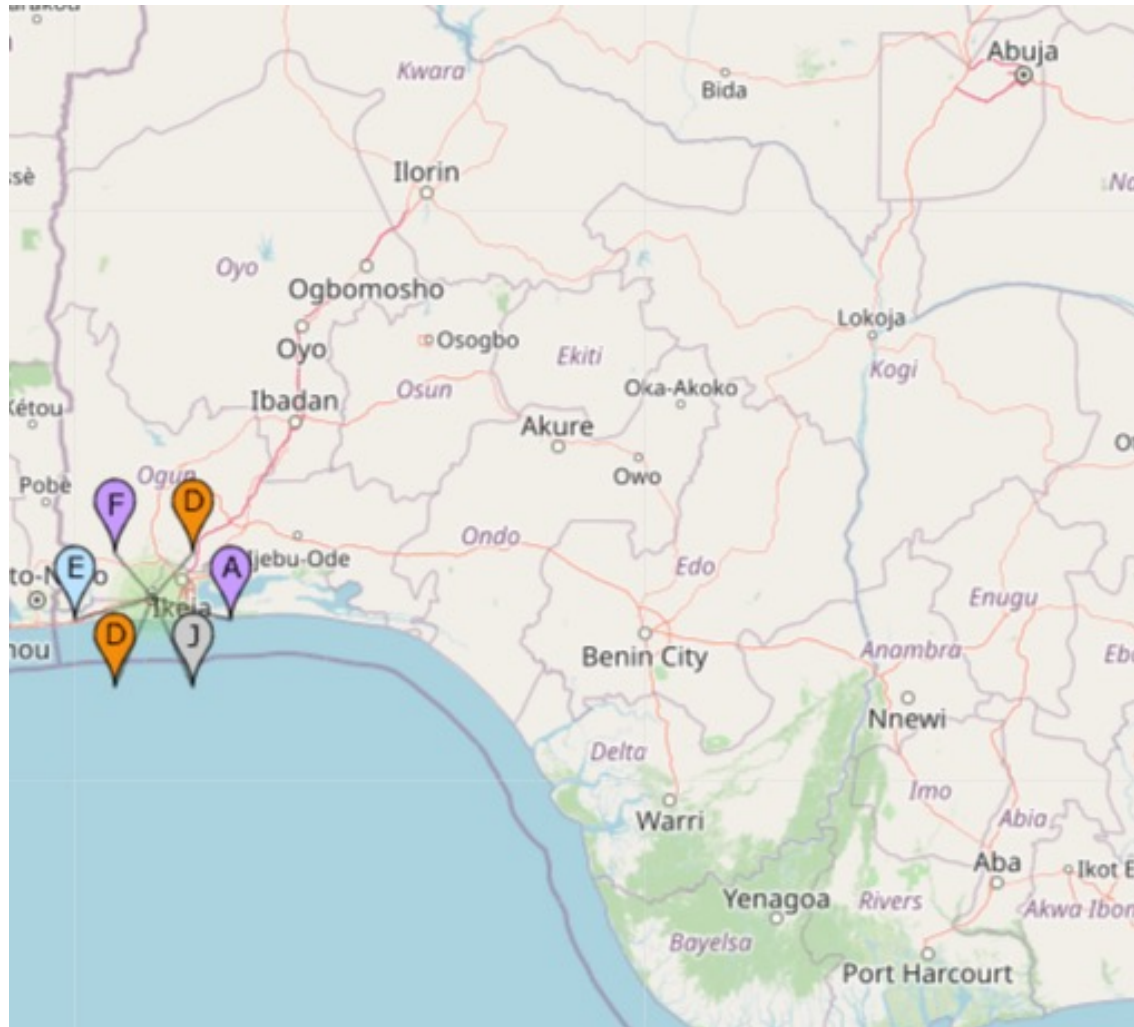 Abuja
Kwara
Bida
Ilorin
Oyo
Ogbomosho
Lokoja
Oyo
Osogbo
Ekiti
Kogi
Ibadan
Osun
Oka-Akoko
Kétou
Akure
Owo
Ogun
Pobè
F
D
Ondo
Ijebu-Ode
Edo
E
A
Ikeja
Enugu
D
J
Benin City
Anambra
Nnewi
Delta
Imo
Warri
Abia
Aba
Yenagoa
Rivers
Bayelsa
Port Harcourt